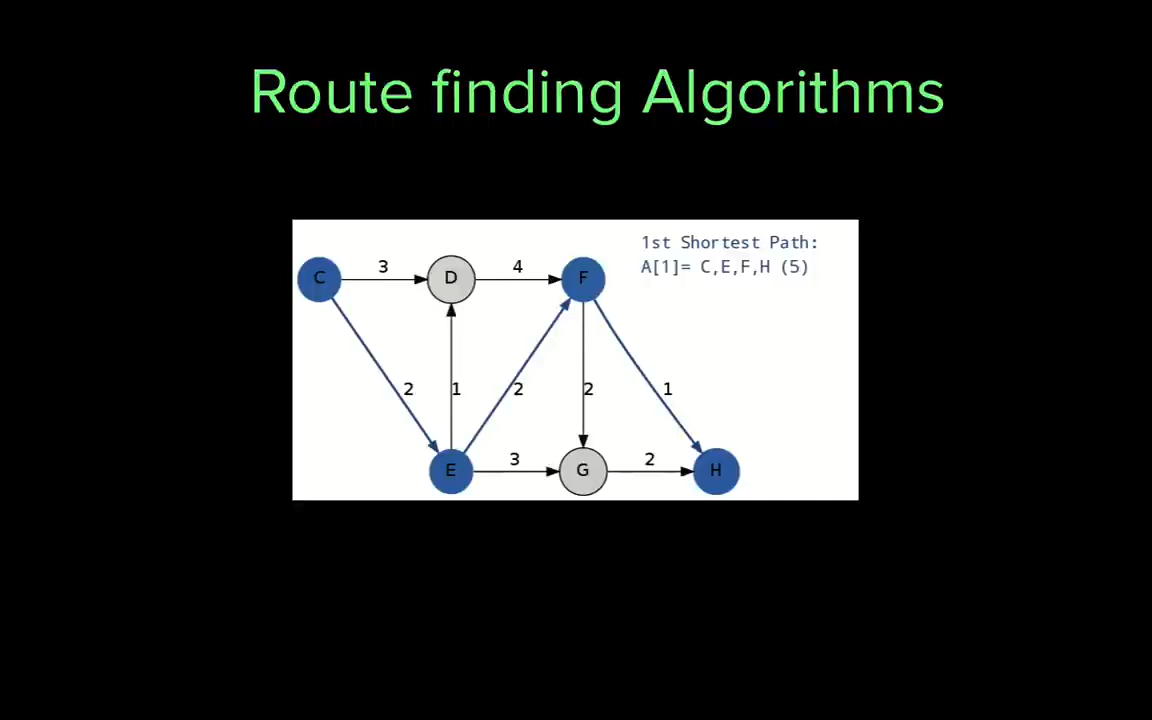 Route finding Algorithms
1st Shortest Path:
A[1]= C,E,F,H (5)
C 3 D 4 F
2 1 2 2 1
E 3 G 2 H